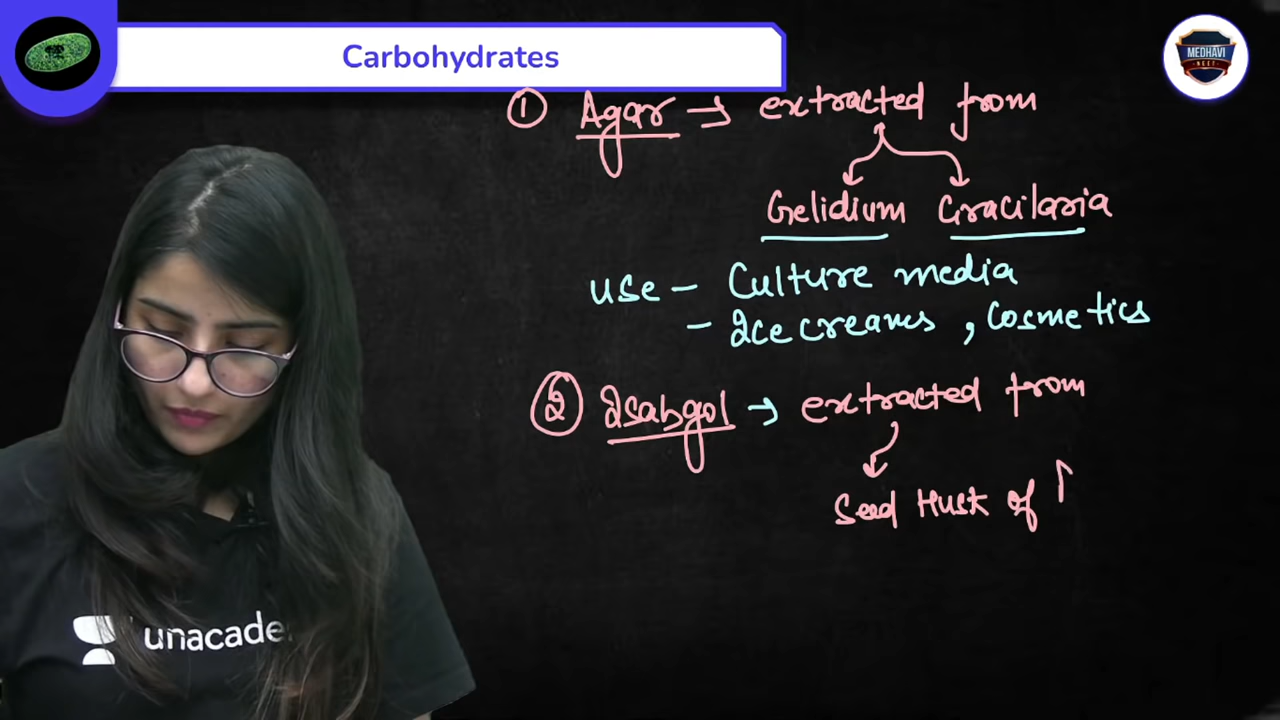 Carbohydrates
MEDHAVI
NEET
① Agar → extracted from
Gelidium Gracilaria
use - Culture media
- Ice creams, Cosmetics
② Isabgol → extracted from
Seed Husk of
unacade